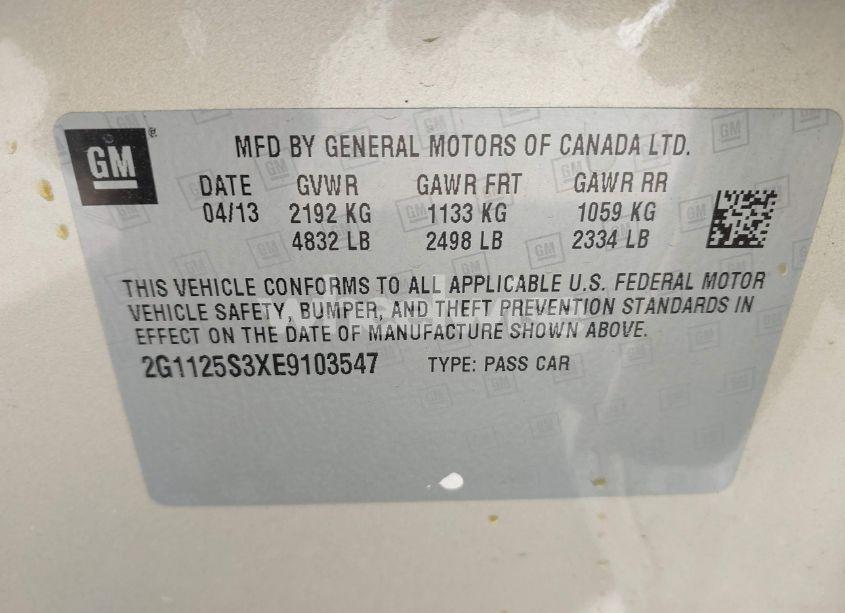 GM
MFD BY GENERAL MOTORS OF CANADA LTD.
DATE GVWR GAWR FRT GAWR RR
04/13 2192 KG 1133 KG 1059 KG
4832 LB 2498 LB 2334 LB
THIS VEHICLE CONFORMS TO ALL APPLICABLE U.S. FEDERAL MOTOR
VEHICLE SAFETY, BUMPER, AND THEFT PREVENTION STANDARDS IN
EFFECT ON THE DATE OF MANUFACTURE SHOWN ABOVE.
2G1125S3XE9103547 TYPE: PASS CAR